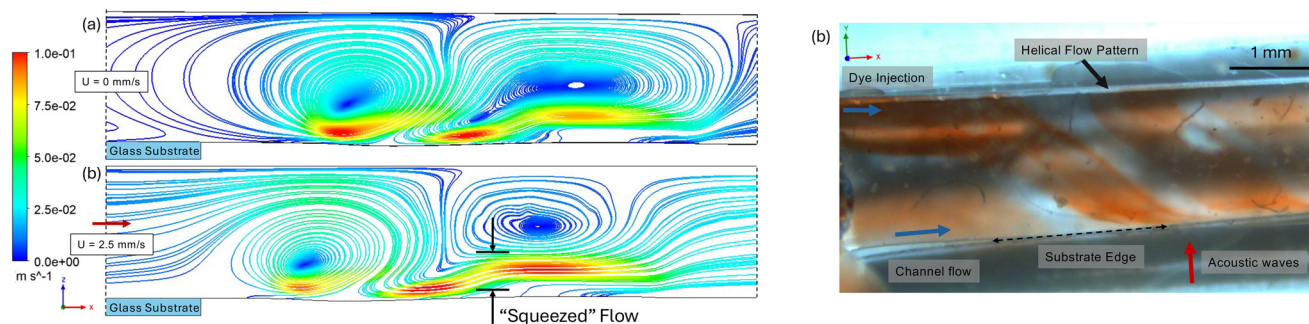 (a)
1.0e-01
7.5e-02
5.0e-02
2.5e-02
0.0e+00
m s^-1
U = 0 mm/s
Glass Substrate
(b)
U = 2.5 mm/s
Z
X
Glass Substrate
“Squeezed” Flow
(b)
Y
X
Helical Flow Pattern
1 mm
Dye Injection
Channel flow
Substrate Edge
Acoustic waves